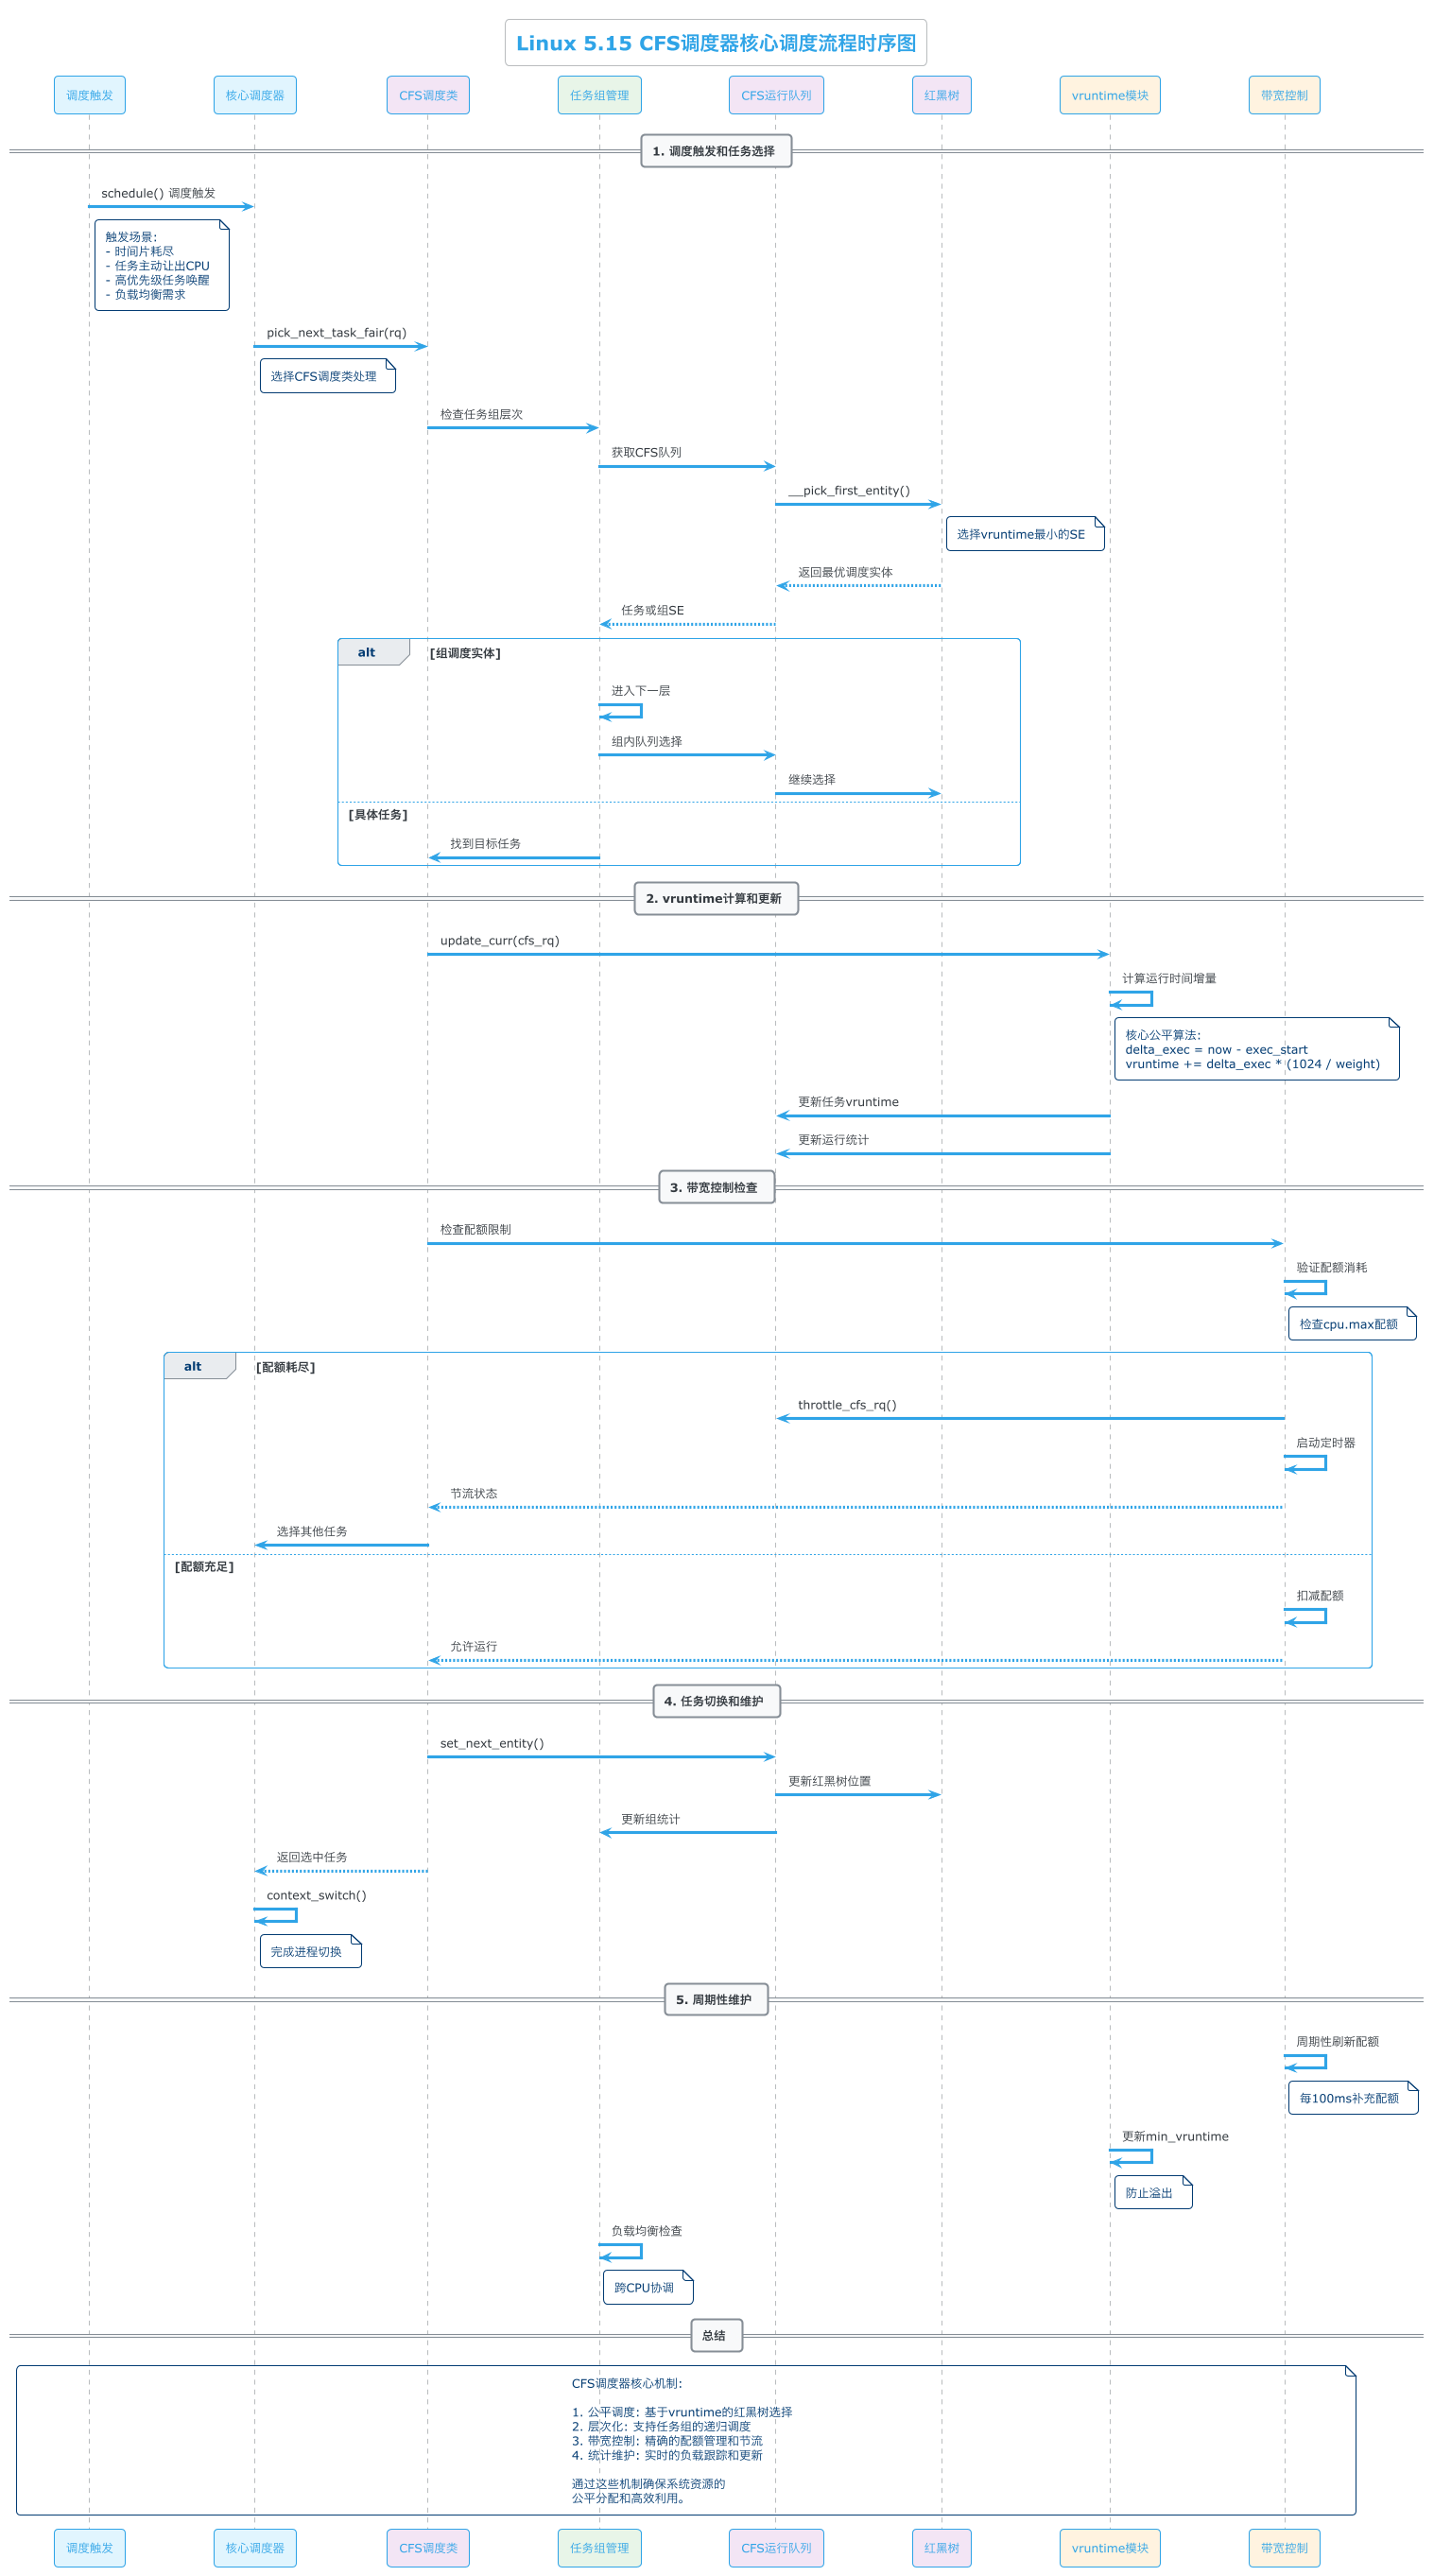 Linux 5.15 CFS调度器核心调度流程时序图
调度触发
核心调度器
CFS调度类
任务组管理
CFS运行队列
红黑树
vruntime模块
带宽控制
1. 调度触发和任务选择
schedule() 调度触发
触发场景:
- 时间片耗尽
- 任务主动让出CPU
- 高优先级任务唤醒
- 负载均衡需求
pick_next_task_fair(rq)
选择CFS调度类处理
检查任务组层次
获取CFS队列
__pick_first_entity()
选择vruntime最小的SE
返回最优调度实体
任务或组SE
alt
[组调度实体]
进入下一层
组内队列选择
继续选择
[具体任务]
找到目标任务
2. vruntime计算和更新
update_curr(cfs_rq)
计算运行时间增量
核心公平算法:
delta_exec = now - exec_start
vruntime += delta_exec * (1024 / weight)
更新任务vruntime
更新运行统计
3. 带宽控制检查
检查配额限制
验证配额消耗
检查cpu.max配额
alt
[配额耗尽]
throttle_cfs_rq()
启动定时器
节流状态
选择其他任务
[配额充足]
扣减配额
允许运行
4. 任务切换和维护
set_next_entity()
更新红黑树位置
更新组统计
返回选中任务
context_switch()
完成进程切换
5. 周期性维护
周期性刷新配额
每100ms补充配额
更新min_vruntime
防止溢出
负载均衡检查
跨CPU协调
总结
CFS调度器核心机制:
1. 公平调度: 基于vruntime的红黑树选择
2. 层次化: 支持任务组的递归调度
3. 带宽控制: 精确的配额管理和节流
4. 统计维护: 实时的负载跟踪和更新
通过这些机制确保系统资源的
公平分配和高效利用。
调度触发
核心调度器
CFS调度类
任务组管理
CFS运行队列
红黑树
vruntime模块
带宽控制